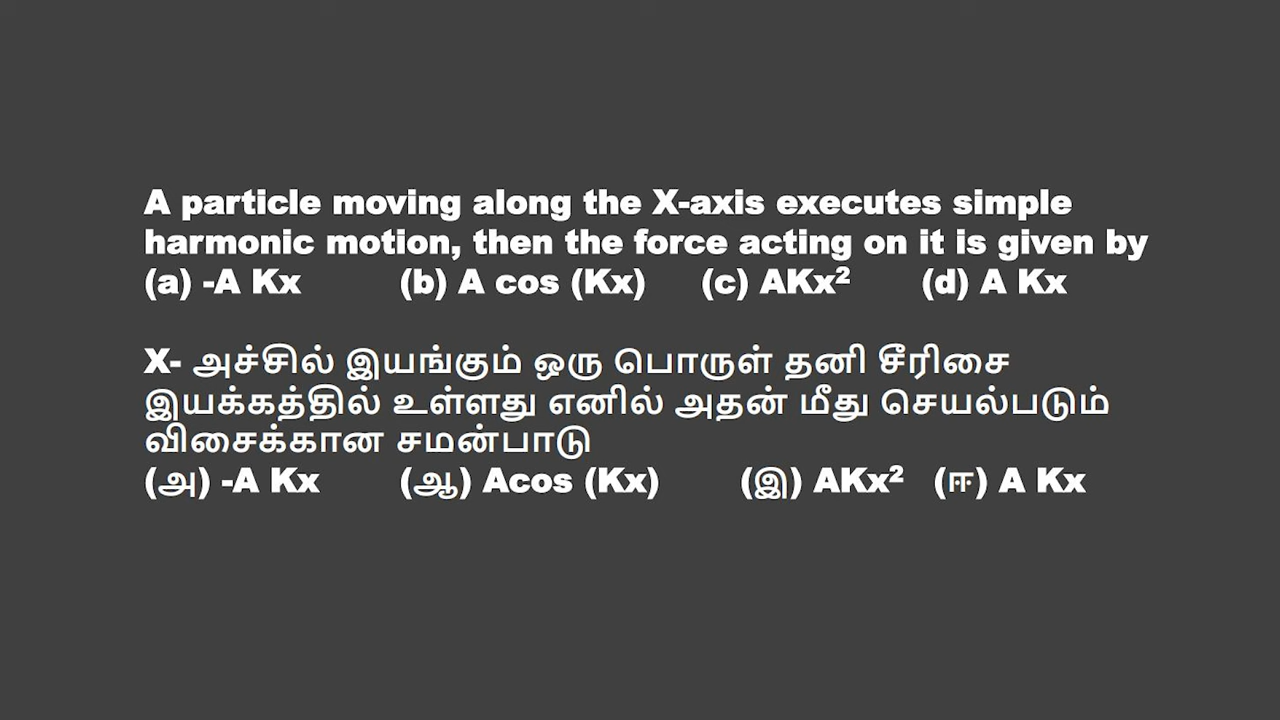 A particle moving along the X-axis executes simple
harmonic motion, then the force acting on it is given by
(a) -A Kx (b) A cos (Kx) (c) AKx² (d) A Kx
X- அச்சில் இயங்கும் ஒரு பொருள் தனி சீரிசை
இயக்கத்தில் உள்ளது எனில் அதன் மீது செயல்படும்
விசைக்கான சமன்பாடு
(அ) -A Kx (ஆ) Acos (Kx) (இ) AKx² (ஈ) A Kx